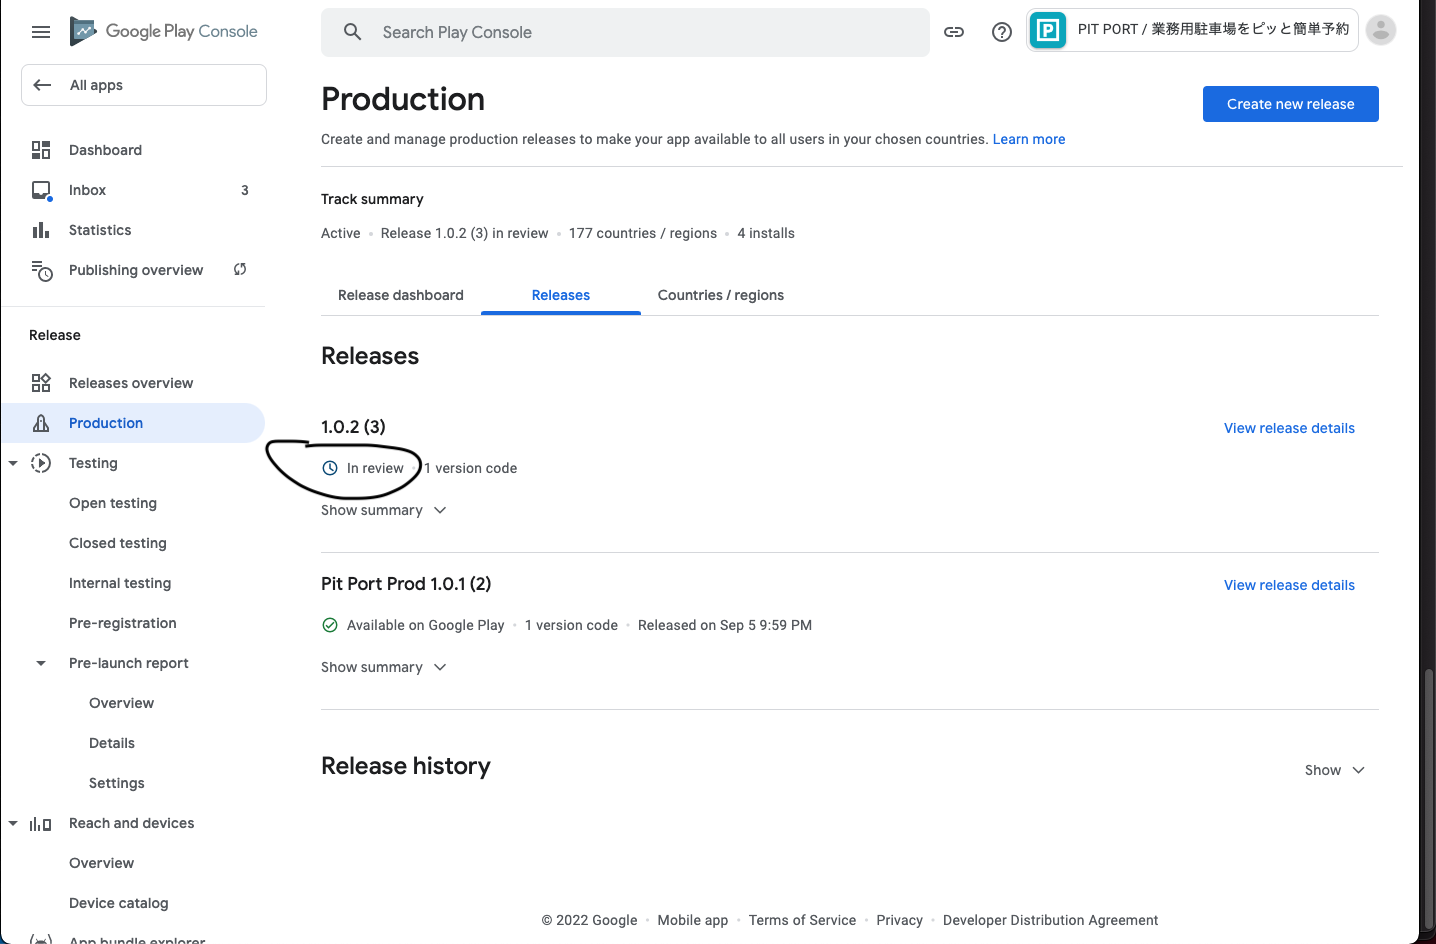 Google Play Console
Search Play Console
PIT PORT / 業務用駐車場をピッと簡単予約
All apps
Dashboard
Inbox 3
Statistics
Publishing overview
Release
Releases overview
Production
Testing
Open testing
Closed testing
Internal testing
Pre-registration
Pre-launch report
Overview
Details
Settings
Reach and devices
Overview
Device catalog
App bundle explorer
Production
Create new release
Create and manage production releases to make your app available to all users in your chosen countries. Learn more
Track summary
Active • Release 1.0.2 (3) in review • 177 countries / regions • 4 installs
Release dashboard Releases Countries / regions
Releases
1.0.2 (3)
View release details
In review • 1 version code
Show summary
Pit Port Prod 1.0.1 (2)
View release details
Available on Google Play • 1 version code • Released on Sep 5 9:59 PM
Show summary
Release history
Show
© 2022 Google • Mobile app • Terms of Service • Privacy • Developer Distribution Agreement